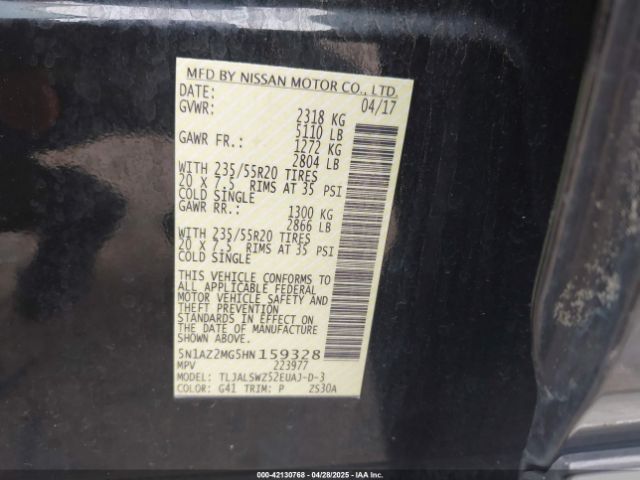 MFD BY NISSAN MOTOR CO., LTD.
DATE: 04/17
GVWR: 2318 KG
5110 LB
GAWR FR.: 1272 KG
2804 LB
WITH 235/55R20 TIRES
20 X 7.5 RIMS AT 35 PSI
COLD SINGLE
GAWR RR.: 1300 KG
2866 LB
WITH 235/55R20 TIRES
20 X 7.5 RIMS AT 35 PSI
COLD SINGLE
THIS VEHICLE CONFORMS TO
ALL APPLICABLE FEDERAL
MOTOR VEHICLE SAFETY AND
THEFT PREVENTION
STANDARDS IN EFFECT ON
THE DATE OF MANUFACTURE
SHOWN ABOVE.
5N1AZ2MG5HN159328
MPV 223977
MODEL: TLJALSWZ52EUAJ-D-3
COLOR: G41 TRIM: P ZS30A
000-42130768 | 04/28/2025 - IAA Inc.